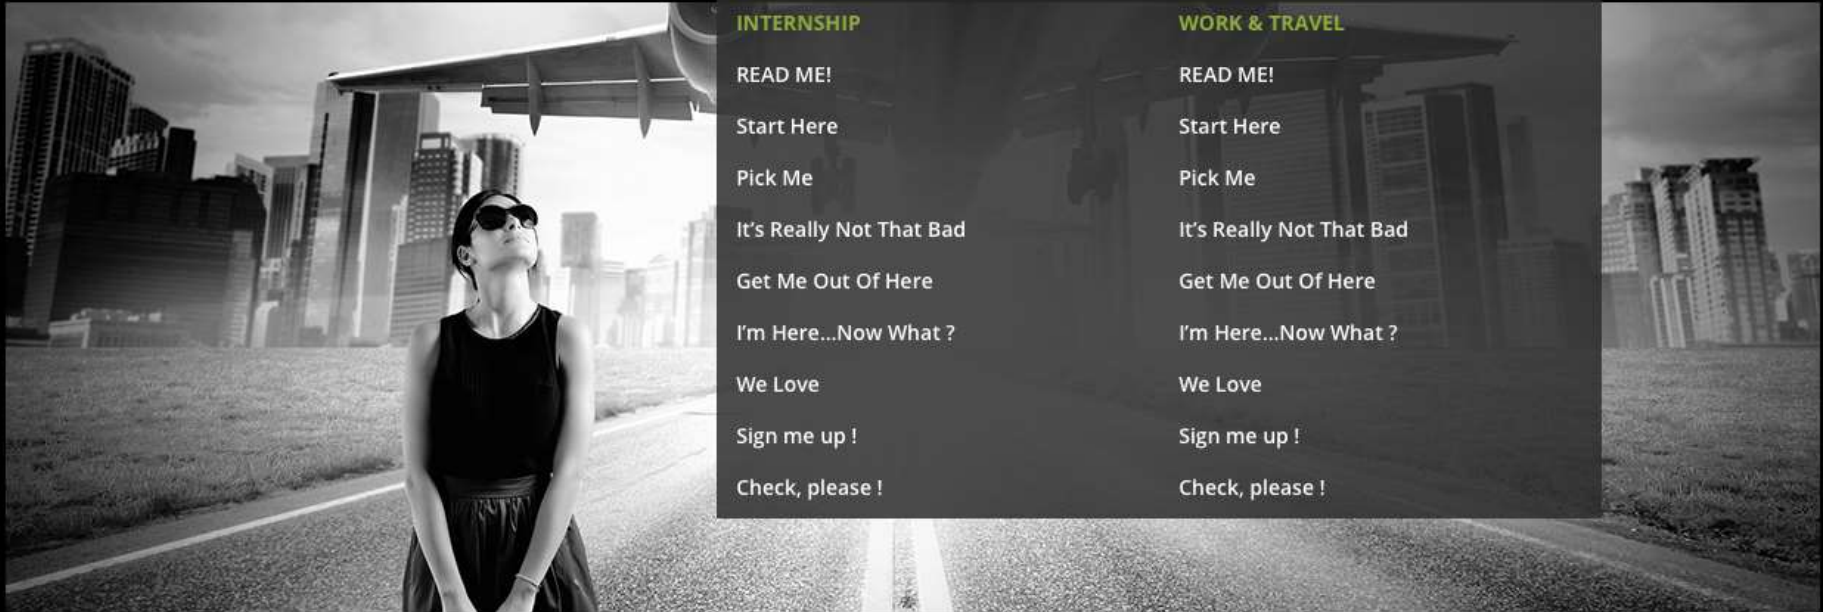 INTERNSHIP
READ ME!
Start Here
Pick Me
It's Really Not That Bad
Get Me Out Of Here
I'm Here...Now What ?
We Love
Sign me up !
Check, please !
WORK & TRAVEL
READ ME!
Start Here
Pick Me
It's Really Not That Bad
Get Me Out Of Here
I'm Here...Now What ?
We Love
Sign me up !
Check, please !